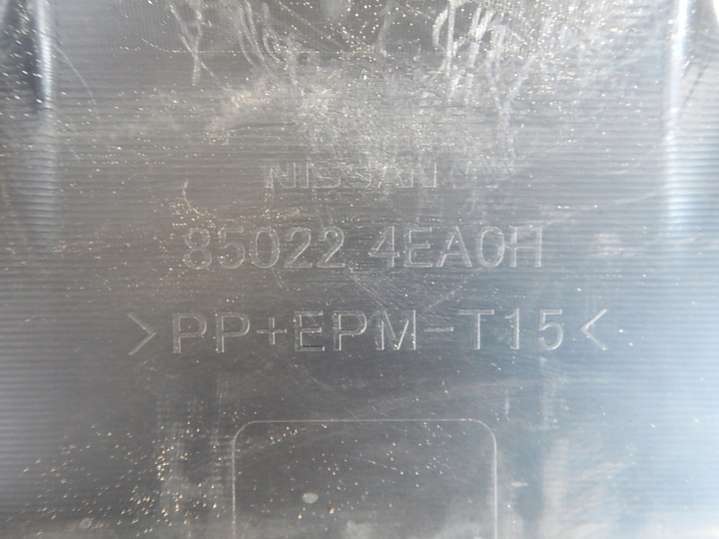 NISSAN
85022 4EA0H
>PP+EPM-T15<